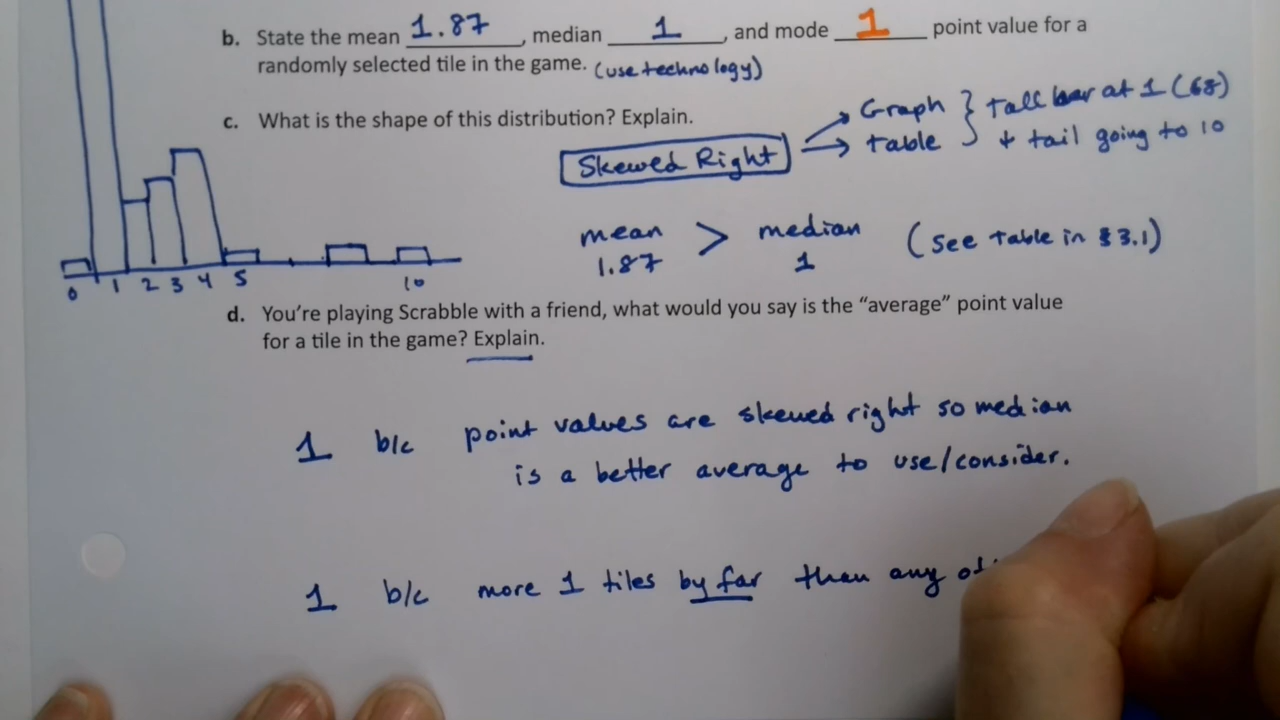 b. State the mean 1.87, median 1, and mode 1 point value for a
randomly selected tile in the game. (use technology)
c. What is the shape of this distribution? Explain.
Skewed Right
Graph
table
Tall bar at 1 (68)
+ tail going to 10
mean > median (see Table in §3.1)
1.87 1
0 1 2 3 4 5 10
d. You're playing Scrabble with a friend, what would you say is the "average" point value
for a tile in the game? Explain.
1 b/c point values are skewed right so median
is a better average to use/consider.
1 b/c more 1 tiles by far than any